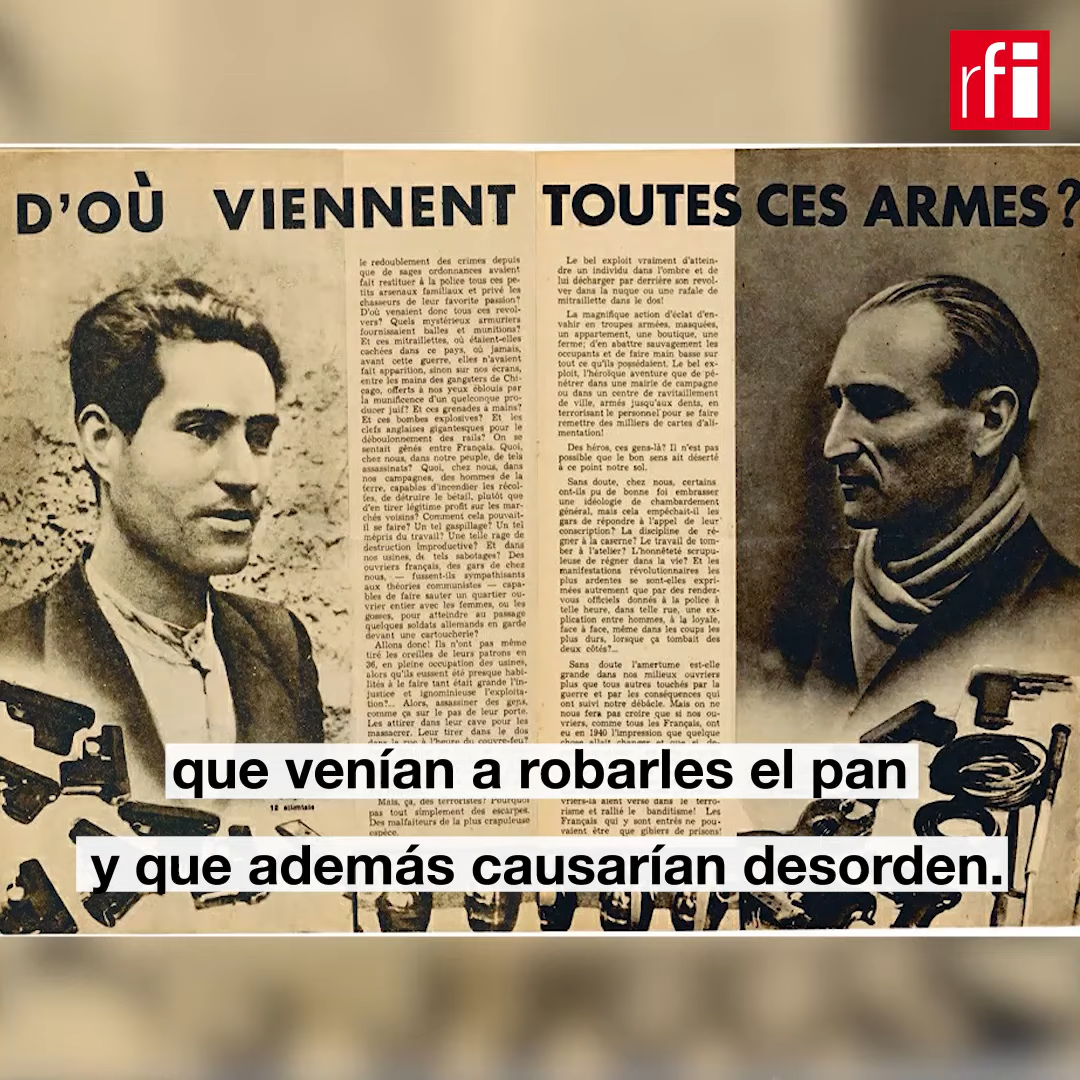 rfi
D'OÙ VIENNENT TOUTES CES ARMES?
le redoublement des crimes depuis
que de sages ordonnances avaient
fait restituer à la police tous ces pe-
tits arsenaux familiaux et privé les
chasseurs de leur favorite passion?
D'où venaient donc tous ces revol-
vers? Quels mystérieux armuriers
fournissaient balles et munitions?
Et ces mitraillettes, où étaient-elles
cachées dans ce pays, où jamais,
avant cette guerre, elles n'avaient
fait apparition, sinon sur nos écrans,
entre les mains des gangsters de Chi-
cago, offerts à nos yeux éblouis par
la munificence d'un quelconque pro-
ducer juif? Et ces grenades à mains?
Et ces bombes explosives? Et les
clefs anglaises gigantesques pour le
déboulonnement des rails? On se
sentait gênés entre Français. Quoi,
chez nous, dans notre peuple, de tels
assassinats? Quoi, chez nous, dans
nos campagnes, des hommes de la
terre, capables d'incendier les récol-
tes, de détruire le bétail, plutôt que
d'en tirer légitime profit sur les mar-
chés voisins? Comment cela pouvait-
il se faire? Un tel gaspillage? Un tel
mépris du travail? Une telle rage de
destruction improductive? Et dans
nos usines, de tels sabotages? Des
ouvriers français, des gars de chez
nous, — fussent-ils sympathisants
aux théories communistes — capa-
bles de faire sauter un quartier ou-
vrier entier avec les femmes, ou les
gosses, pour atteindre au passage
quelques soldats allemands en garde
devant une cartoucherie?
Allons donc! Ils n'ont pas même
tiré les oreilles de leurs patrons en
36, en pleine occupation des usines,
alors qu'ils eussent été presque habi-
lités à le faire tant était grande l'in-
justice et ignominieuse l'exploita-
tion?... Alors, assassiner des gens,
comme ça sur le pas de leur porte.
Les attirer dans leur cave pour les
massacrer. Leur tirer dans le dos
dans la rue à l'heure du couvre-feu?
Mais, ça, des terroristes! Pourquoi
pas tout simplement des escarpes.
Des malfaiteurs de la plus crapuleuse
espèce.
Le bel exploit vraiment d'attein-
dre un individu dans l'ombre et de
lui décharger par derrière son revol-
ver dans la nuque ou une rafale de
mitraillette dans le dos!
La magnifique action d'éclat d'en-
vahir en troupes armées, masquées,
un appartement, une boutique, une
ferme; d'en abattre sauvagement les
occupants et de faire main basse sur
tout ce qu'ils possédaient. Le bel ex-
ploit, l'héroïque aventure que de pé-
nétrer dans une mairie de campagne
ou dans un centre de ravitaillement
de ville, armés jusqu'aux dents, en
terrorisant le personnel pour se faire
remettre des milliers de cartes d'ali-
mentation!
Des héros, ces gens-là? Il n'est pas
possible que le bon sens ait déserté
à ce point notre sol.
Sans doute, chez nous, certains
ont-ils pu de bonne foi embrasser
une idéologie de chambardement
général, mais cela empêchait-il les
gars de répondre à l'appel de leur
conscription? La discipline de ré-
gner à la caserne? Le travail de tom-
ber à l'atelier? L'honnêteté scrupu-
leuse de régner dans la vie? Et les
manifestations révolutionnaires les
plus ardentes se sont-elles expri-
mées autrement que par des rendez-
vous officiels donnés à la police à
telle heure, dans telle rue, une ex-
plication entre hommes, à la loyale,
face à face, même dans les coups les
plus durs, lorsque ça tombait des
deux côtés?...
Sans doute l'amertume est-elle
grande dans nos milieux ouvriers
plus que tous autres touchés par la
guerre et par les conséquences qui
ont suivi notre débâcle. Mais on ne
nous fera pas croire que si nos ou-
vriers, comme tous les Français, ont
eu en 1940 l'impression que quelque
vriers-là aient versé dans le terro-
risme et rallié le banditisme! Les
Français qui y sont entrés ne pou-
vaient être que gibiers de prisons!
que venían a robarles el pan
y que además causarían desorden.